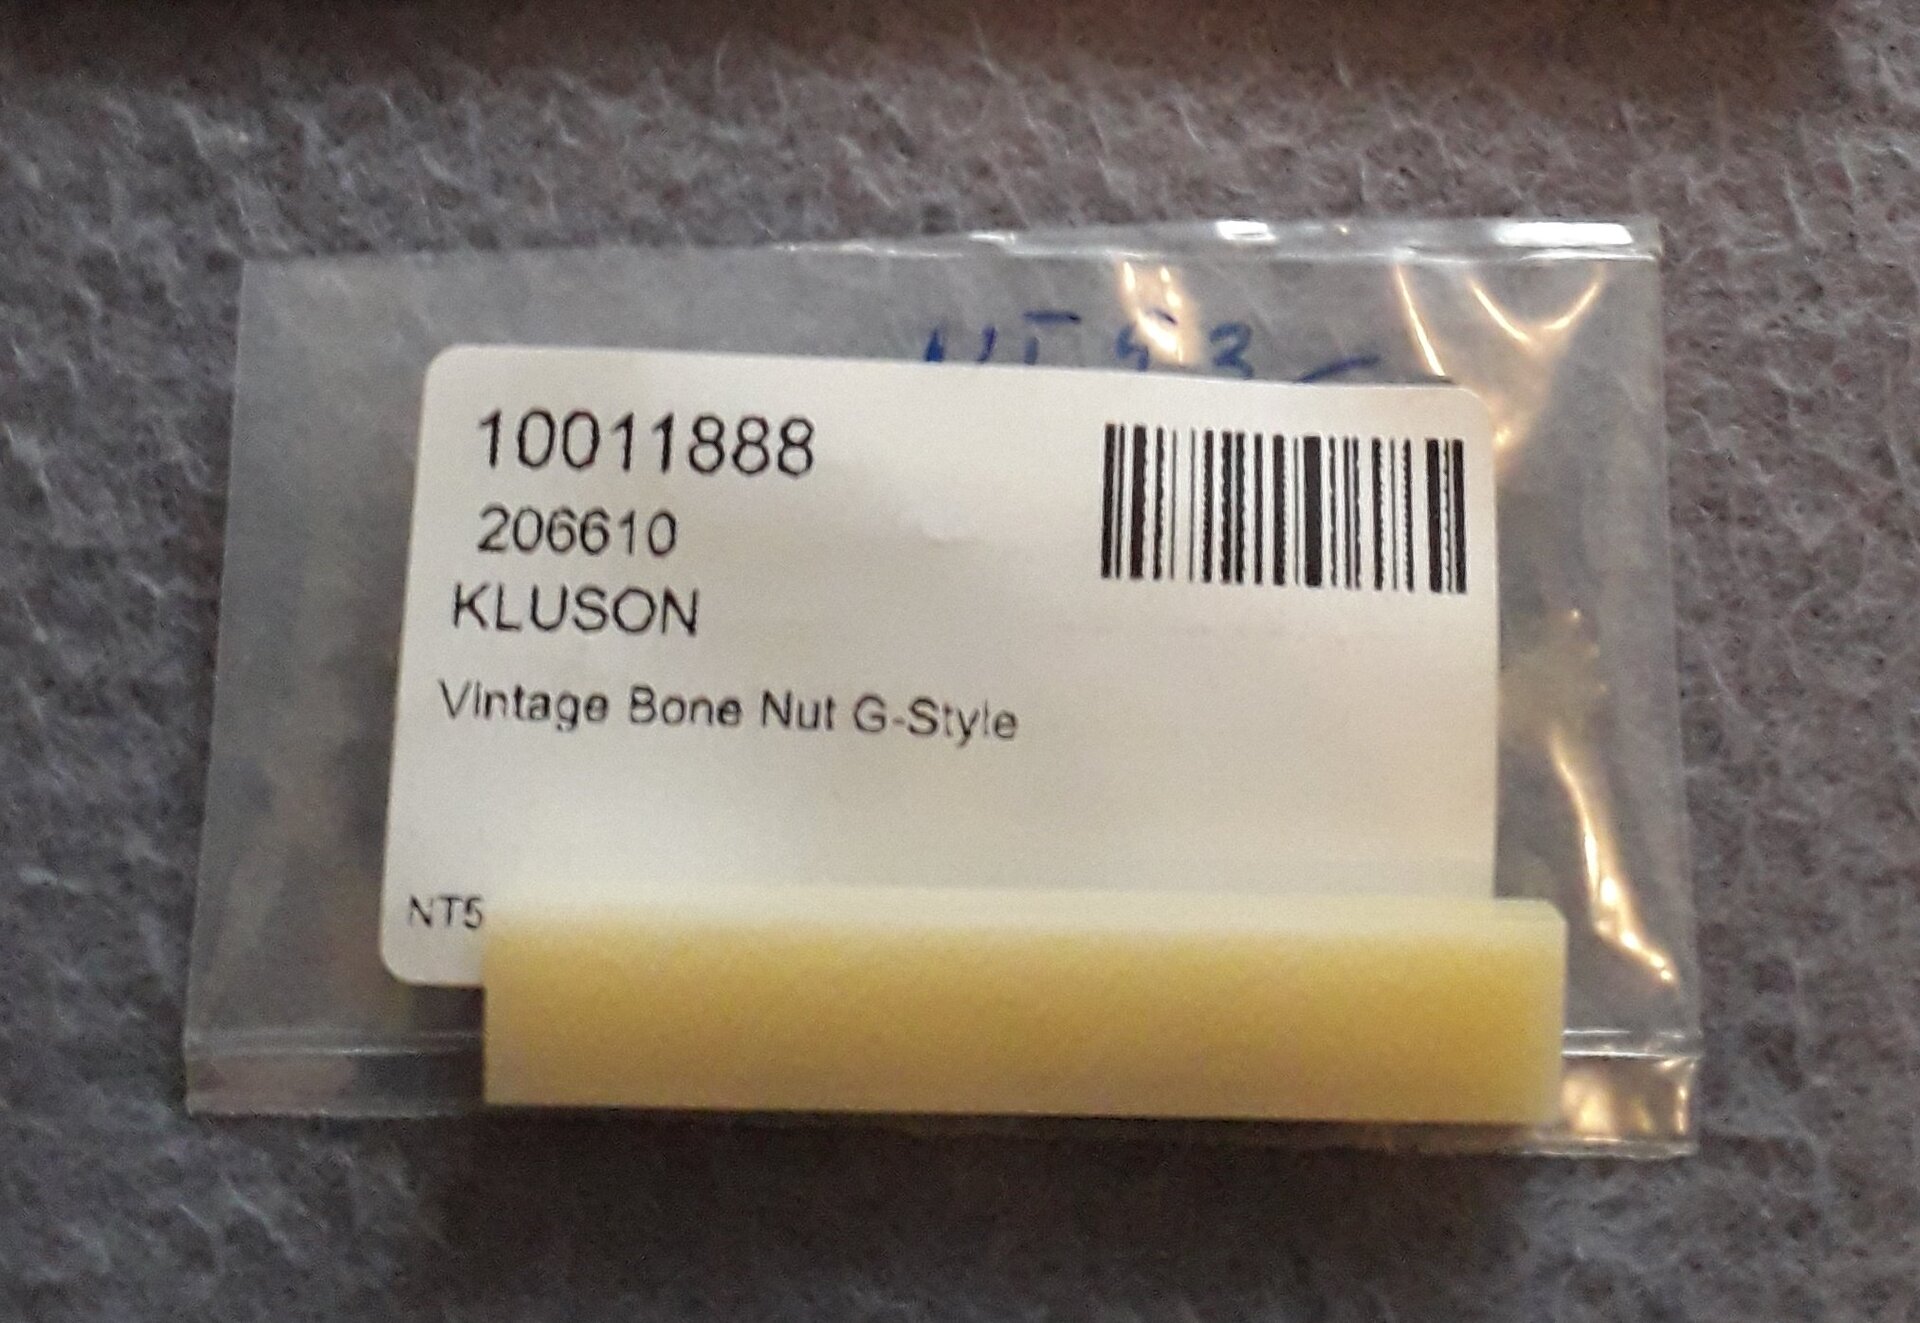 10011888
206610
KLUSON
Vintage Bone Nut G-Style
NT5